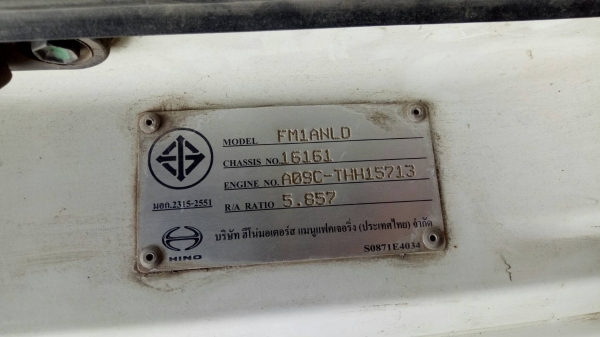 MODEL FM1ANLD
CHASSIS NO. 16161
ENGINE NO. A09C-THH15713
มอก.2315-2551 R/A RATIO 5.857
HINO บริษัท ฮีโน่มอเตอร์ส แมนูแฟคเจอริ่ง (ประเทศไทย) จำกัด
S0871E4034